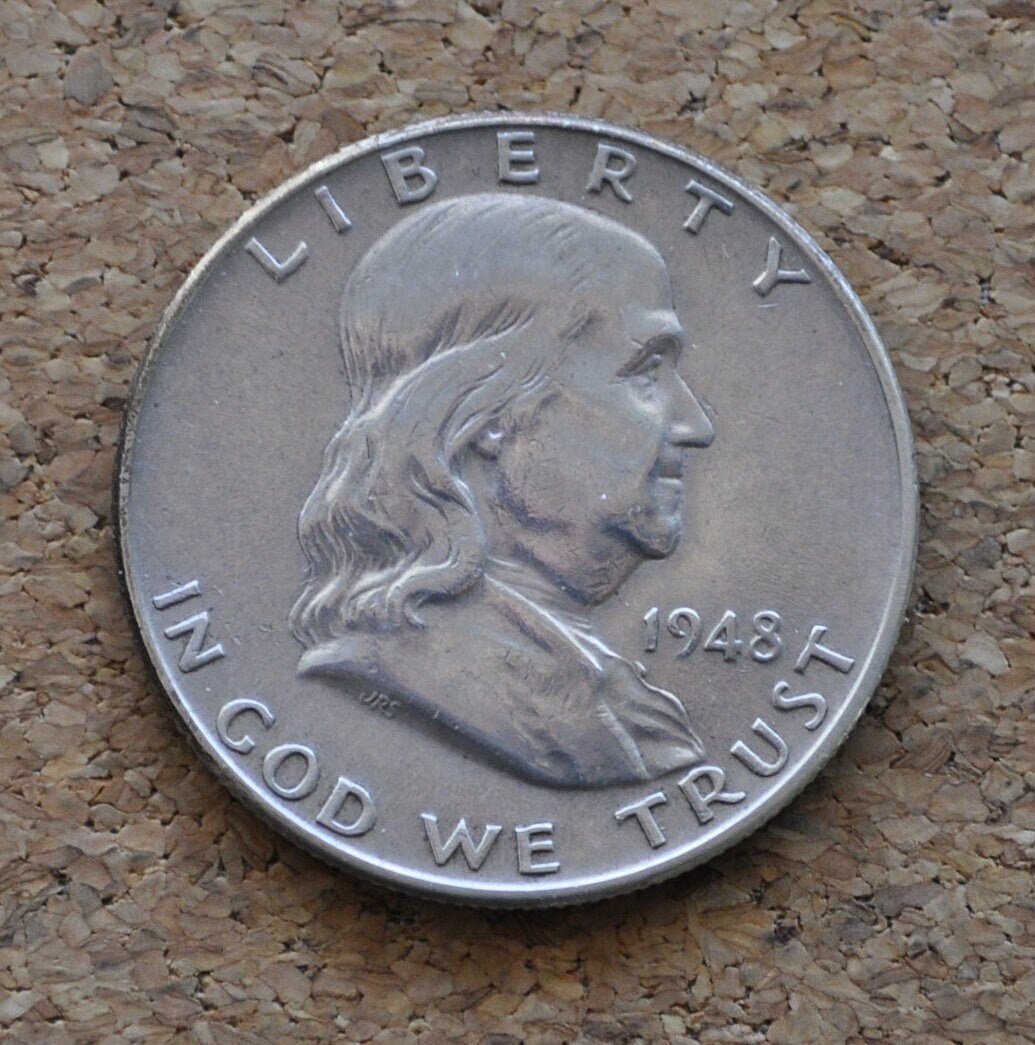 LIBERTY
1948
JRS
IN GOD WE TRUST